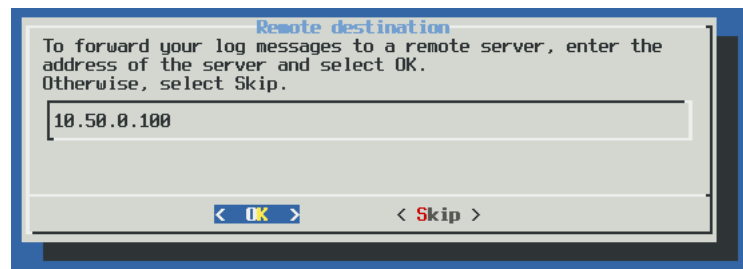 Remote destination
To forward your log messages to a remote server, enter the
address of the server and select OK.
Otherwise, select Skip.
10.50.0.100
< OK > < Skip >